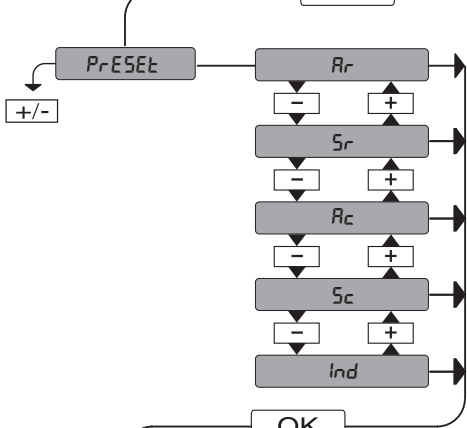 PrESEt
Ar
+/-
- +
Sr
- +
Ac
- +
Sc
- +
Ind
OK